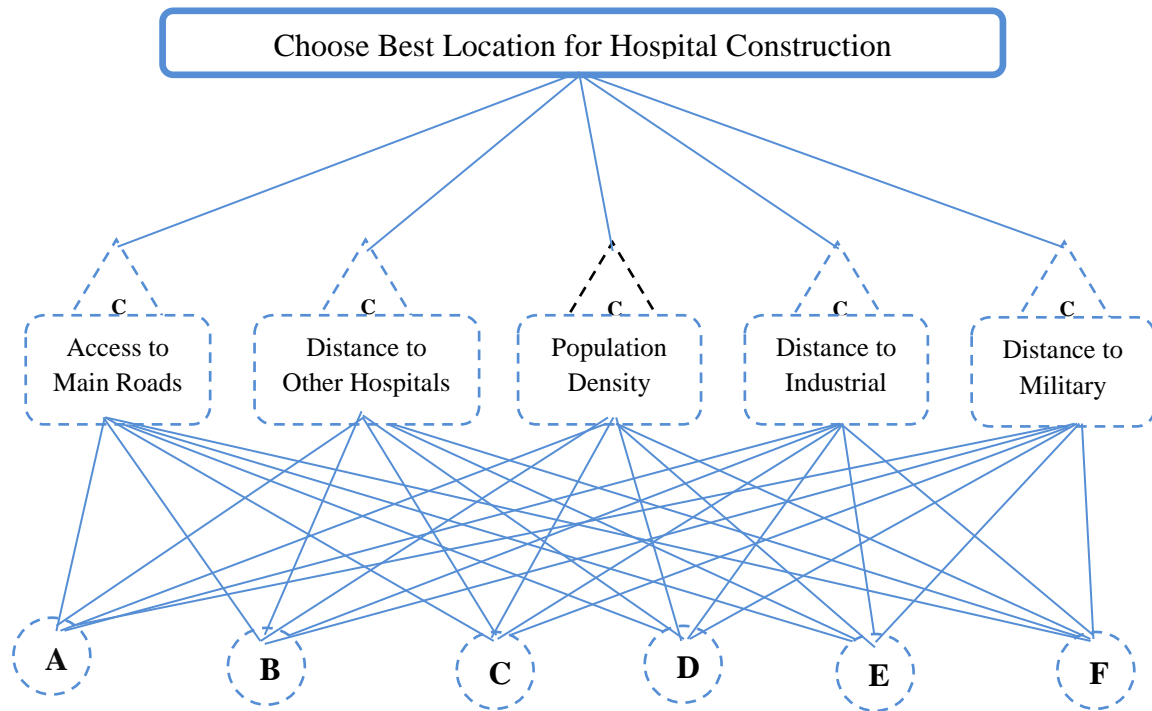 Choose Best Location for Hospital Construction
C
C
C
C
C
Access to
Main Roads
Distance to
Other Hospitals
Population
Density
Distance to
Industrial
Distance to
Military
A
B
C
D
E
F